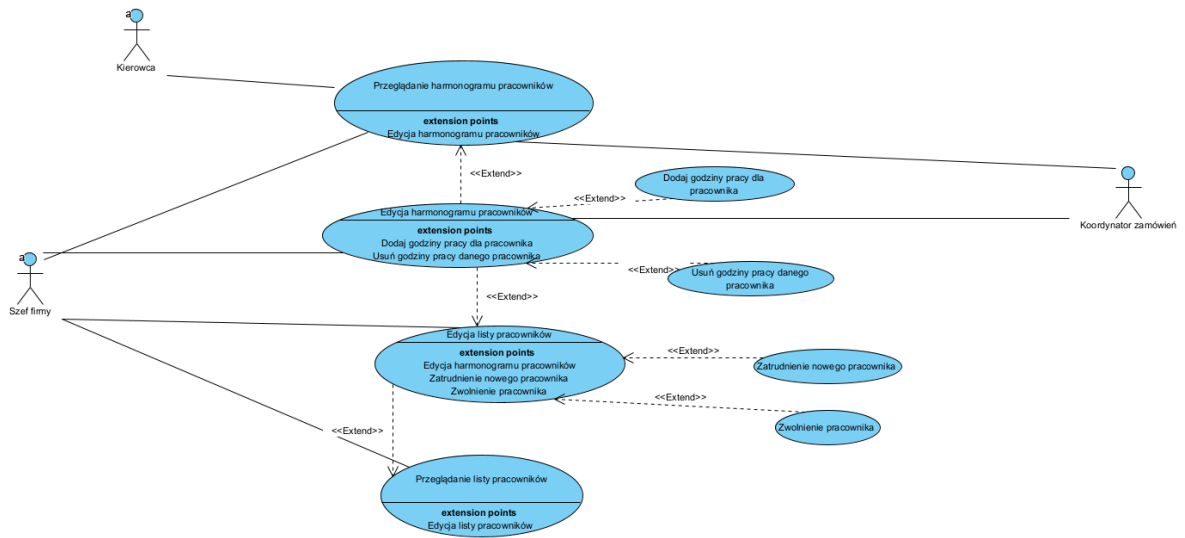 a
Kierowca
Przeglądanie harmonogramu pracowników
extension points
Edycja harmonogramu pracowników
<<Extend>>
Dodaj godziny pracy dla
pracownika
<<Extend>>
Koordynator zamówień
Edycja harmonogramu pracowników
extension points
Dodaj godziny pracy dla pracownika
Usuń godziny pracy danego pracownika
<<Extend>>
Usuń godziny pracy danego
pracownika
a
Szef firmy
<<Extend>>
Edycja listy pracowników
extension points
Edycja harmonogramu pracowników
Zatrudnienie nowego pracownika
Zwolnienie pracownika
<<Extend>>
Zatrudnienie nowego pracownika
<<Extend>>
Zwolnienie pracownika
<<Extend>>
Przeglądanie listy pracowników
extension points
Edycja listy pracowników